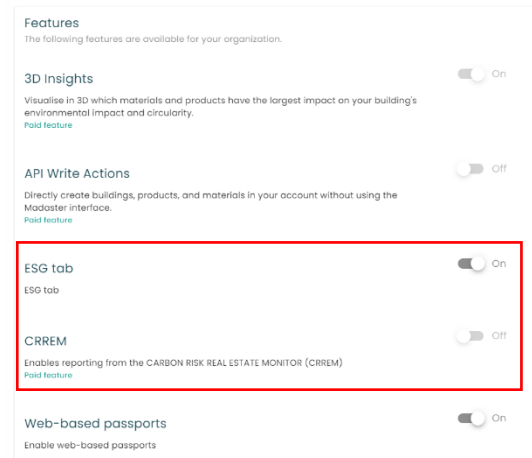 Features
The following features are available for your organization.
3D Insights
On
Visualise in 3D which materials and products have the largest impact on your building's
environmental impact and circularity.
Paid feature
API Write Actions
Off
Directly create buildings, products, and materials in your account without using the
Madaster interface.
Paid feature
ESG tab
On
ESG tab
CRREM
Off
Enables reporting from the CARBON RISK REAL ESTATE MONITOR (CRREM)
Paid feature
Web-based passports
On
Enable web-based passports